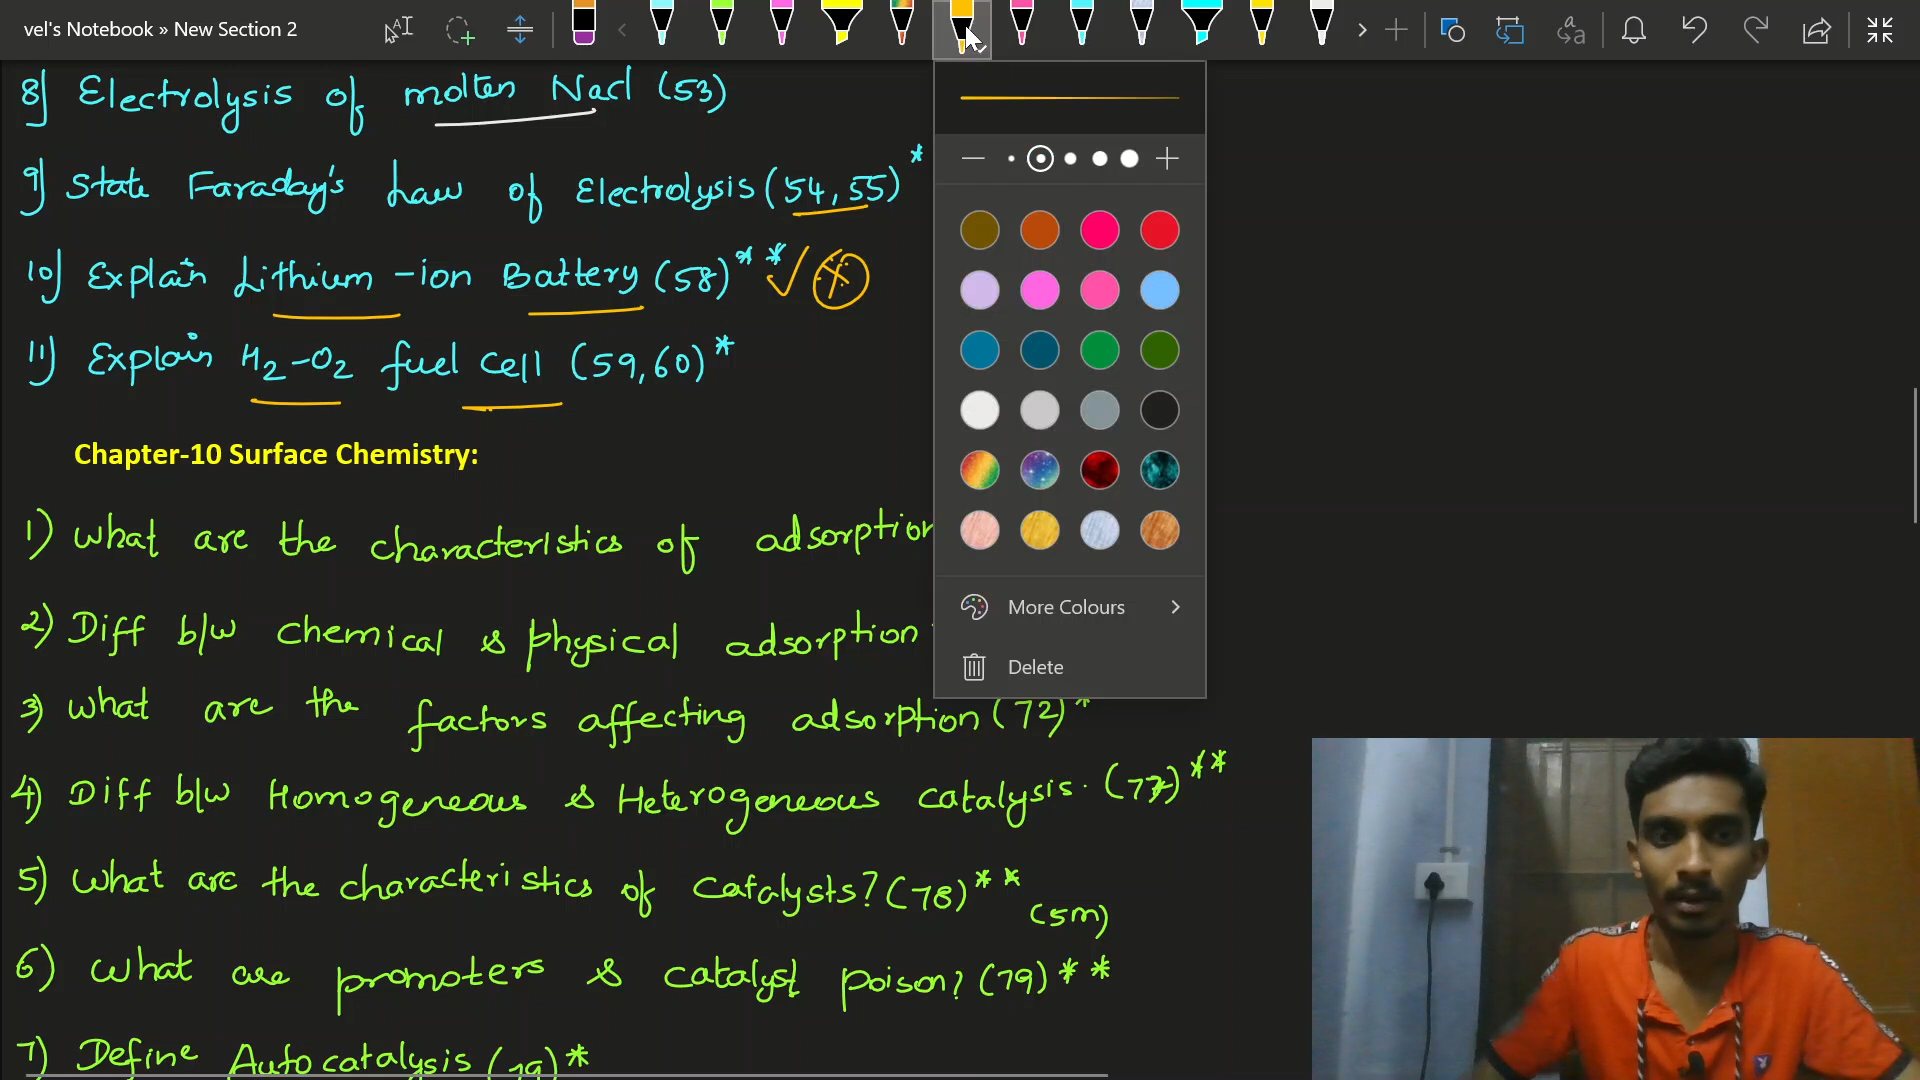 vel's Notebook » New Section 2
8] Electrolysis of molten Nacl (53)
9] State Faraday's Law of Electrolysis (54,55)*
10] Explain Lithium-ion Battery (58)** ✓
11) Explain H2-O2 fuel cell (59,60)*
Chapter-10 Surface Chemistry:
1) What are the characteristics of adsorption
2) Diff b/w chemical & physical adsorption
3) What are the factors affecting adsorption (72)*
4) Diff b/w Homogeneous & Heterogeneous catalysis. (77)**
5) What are the characteristics of catalysts? (78)**
(5m)
6) What are promoters & catalyst poison? (79)**
7) Define Autocatalysis (79)*
More Colours
Delete